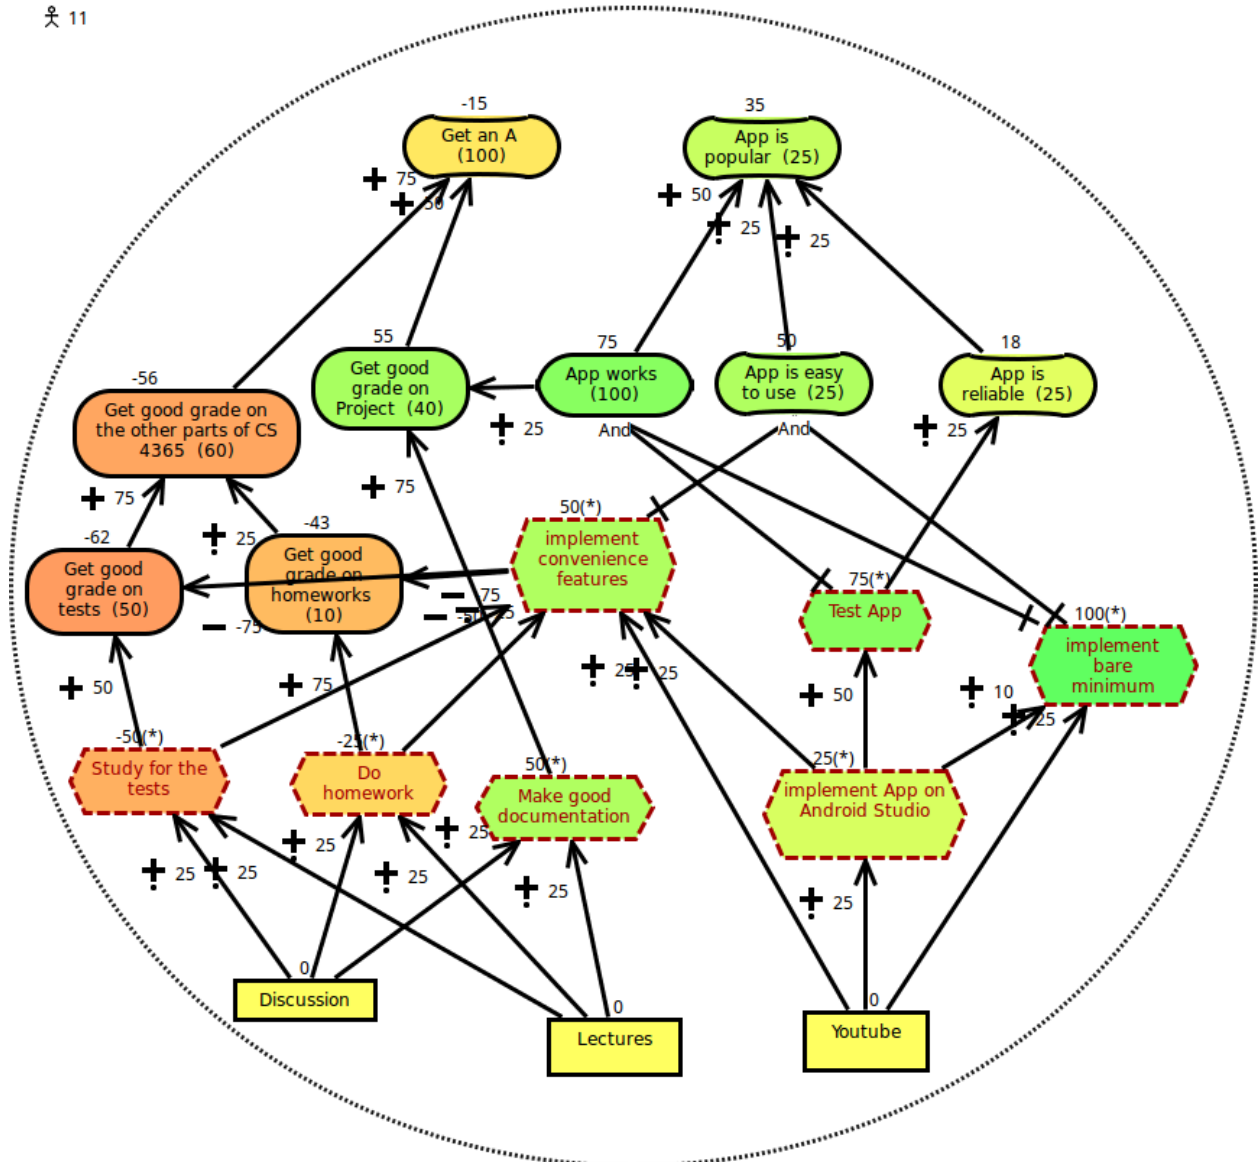 11
-15
Get an A
(100)
35
App is
popular (25)
75
50
50
25
25
55
Get good
grade on
Project (40)
75
App works
(100)
And
50
App is easy
to use (25)
And
18
App is
reliable (25)
25
25
-56
Get good grade on
the other parts of CS
4365 (60)
75
25
75
-62
Get good
grade on
tests (50)
-43
Get good
grade on
homeworks
(10)
50(*)
implement
convenience
features
-75
-50
25
-75
75(*)
Test App
100(*)
implement
bare
minimum
50
75
25
25
50
10
25
-50(*)
Study for the
tests
-25(*)
Do
homework
50(*)
Make good
documentation
25(*)
implement App on
Android Studio
25
25
25
25
25
25
25
0
Discussion
0
Lectures
0
Youtube